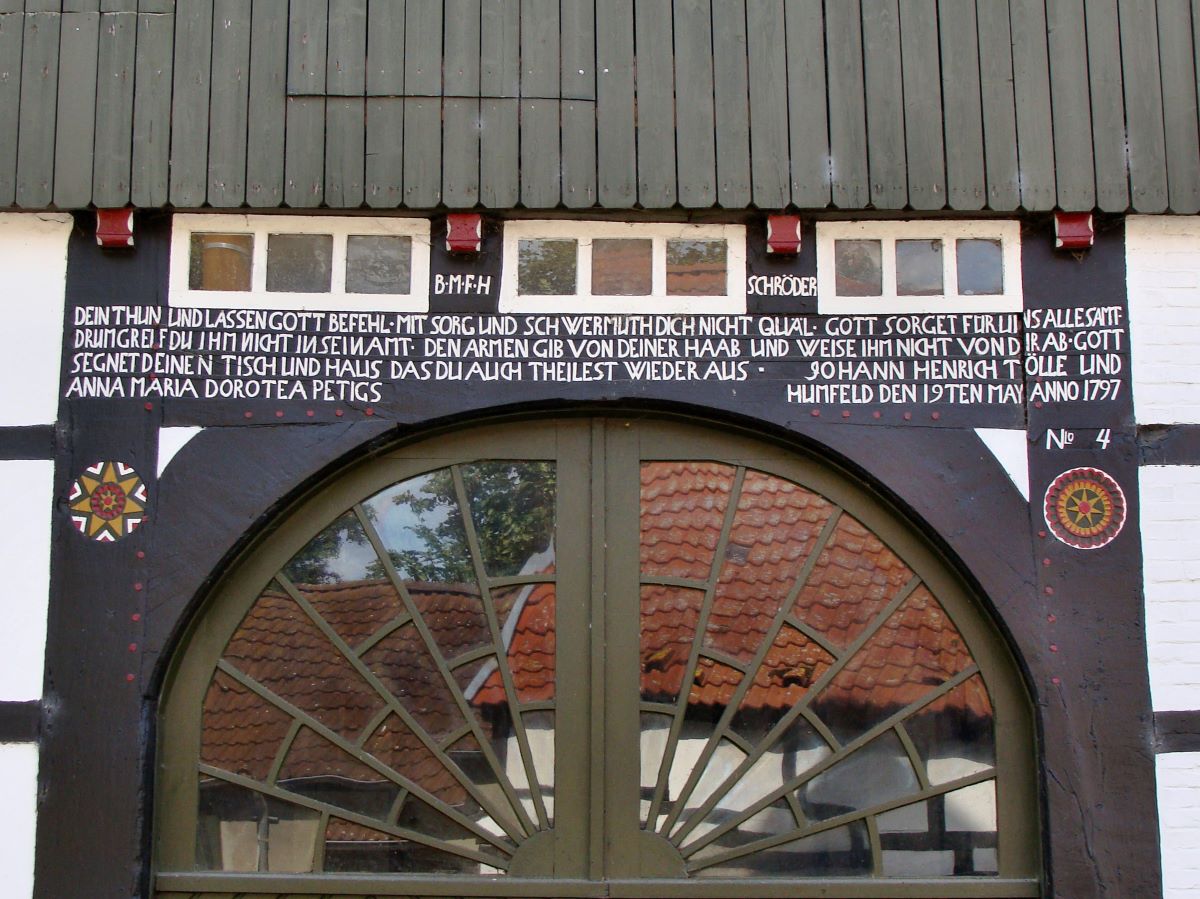 B·M·F·H
SCHRÖDER
DEIN THUN UND LASSEN GOTT BEFEHL · MIT SORG UND SCHWERMUTH DICH NICHT QUÄL · GOTT SORGET FÜR UNS ALLESAMT
DRUM GREIF DU IHM NICHT IN SEIN AMT · DEN ARMEN GIB VON DEINER HAAB UND WEISE IHM NICHT VON DIR AB · GOTT
SEGNET DEINEN TISCH UND HAUS DAS DU AUCH THEILEST WIEDER AUS · JOHANN HENRICH TÖLLE UND
ANNA MARIA DOROTEA PETIGS HUMFELD DEN 19TEN MAY ANNO 1797
NLO 4